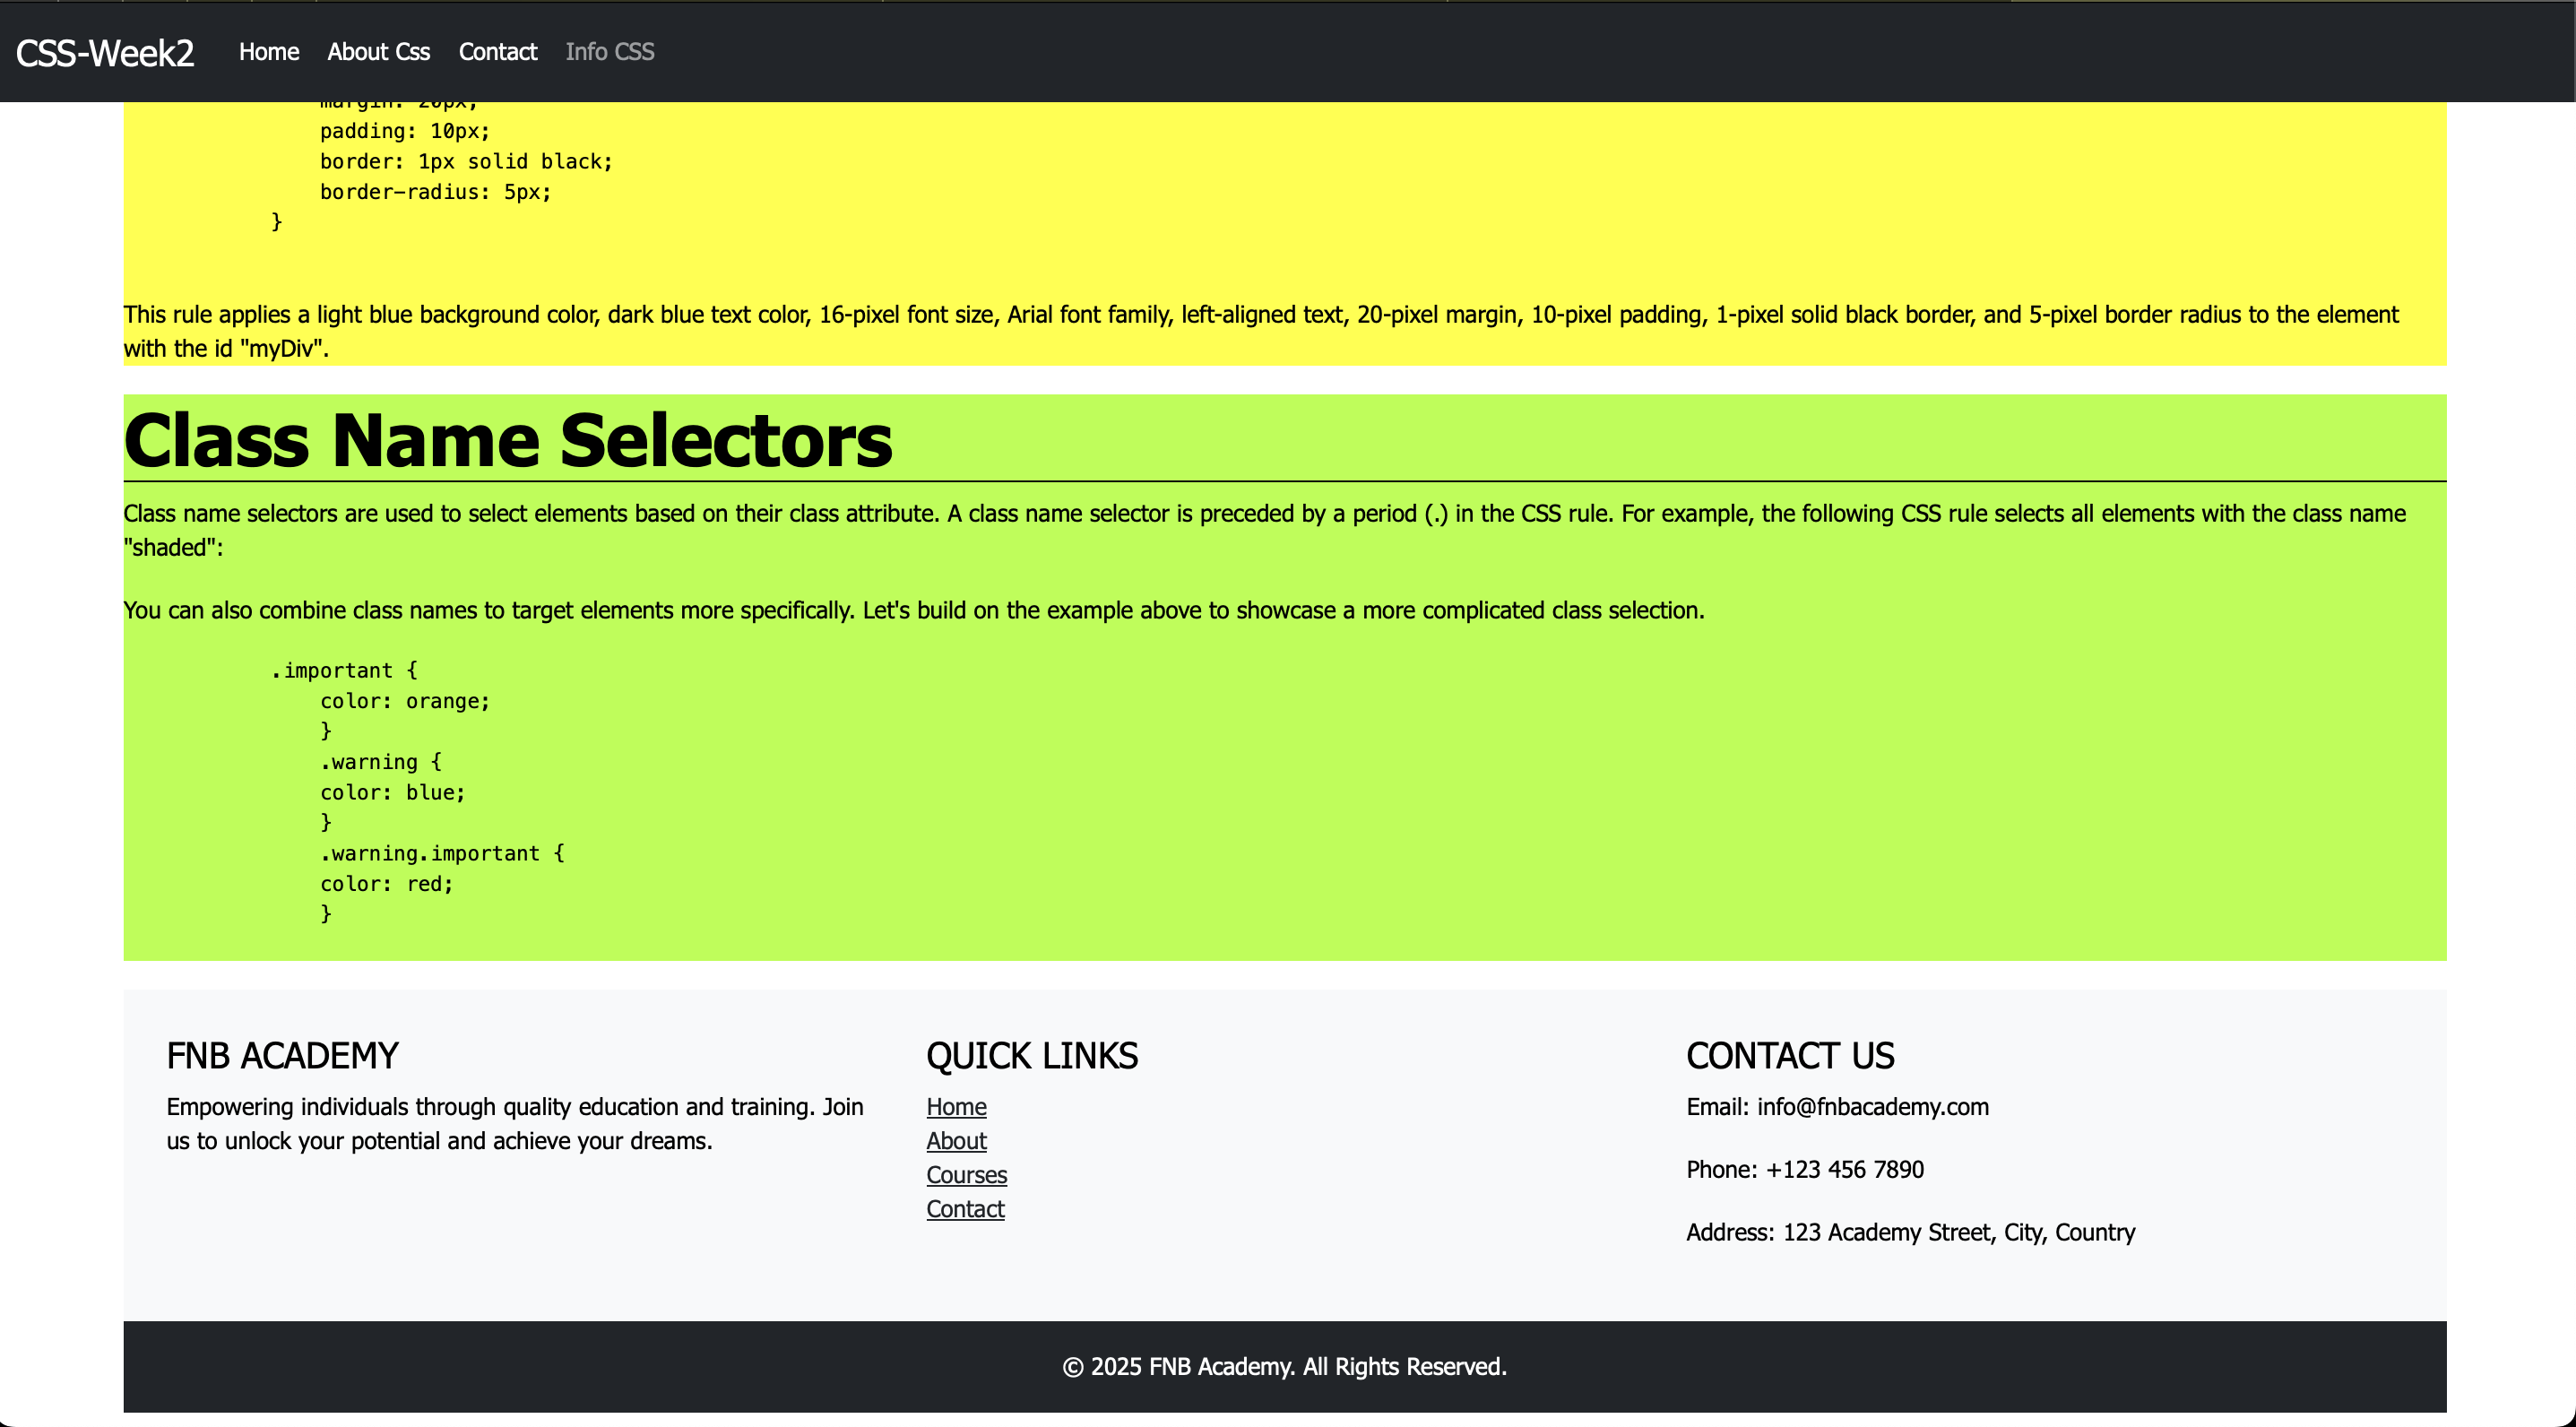 CSS-Week2 Home About Css Contact Info CSS
margin: 20px;
padding: 10px;
border: 1px solid black;
border-radius: 5px;
}
This rule applies a light blue background color, dark blue text color, 16-pixel font size, Arial font family, left-aligned text, 20-pixel margin, 10-pixel padding, 1-pixel solid black border, and 5-pixel border radius to the element
with the id "myDiv".
Class Name Selectors
Class name selectors are used to select elements based on their class attribute. A class name selector is preceded by a period (.) in the CSS rule. For example, the following CSS rule selects all elements with the class name
"shaded":
You can also combine class names to target elements more specifically. Let's build on the example above to showcase a more complicated class selection.
.important {
color: orange;
}
.warning {
color: blue;
}
.warning.important {
color: red;
}
FNB ACADEMY
Empowering individuals through quality education and training. Join
us to unlock your potential and achieve your dreams.
QUICK LINKS
Home
About
Courses
Contact
CONTACT US
Email: info@fnbacademy.com
Phone: +123 456 7890
Address: 123 Academy Street, City, Country
© 2025 FNB Academy. All Rights Reserved.